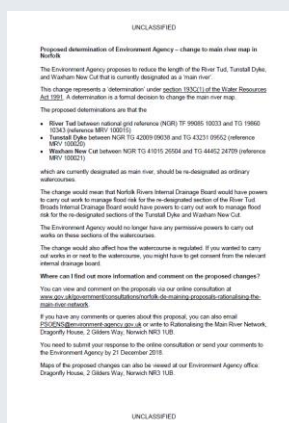 UNCLASSIFIED
Proposed determination of Environment Agency – change to main river map in
Norfolk
The Environment Agency proposes to reduce the length of the River Tud, Tunstall Dyke,
and Waxham New Cut that is currently designated as a 'main river'.
This change represents a 'determination' under section 193C(1) of the Water Resources
Act 1991. A determination is a formal decision to change the main river map.
The proposed determinations are that the
• River Tud between national grid reference (NGR) TF 99085 10033 and TG 19960
10343 (reference MRV 100015)
• Tunstall Dyke between NGR TG 42009 09038 and TG 43231 09552 (reference
MRV 100020)
• Waxham New Cut between NGR TG 41015 26504 and TG 44452 24709 (reference
MRV 100021)
which are currently designated as main river, should be re-designated as ordinary
watercourses.
The change would mean that Norfolk Rivers Internal Drainage Board would have powers
to carry out work to manage flood risk for the re-designated section of the River Tud.
Broads Internal Drainage Board would have powers to carry out work to manage flood
risk for the re-designated sections of the Tunstall Dyke and Waxham New Cut.
The Environment Agency would no longer have any permissive powers to carry out
works on these sections of the watercourses.
The change would also affect how the watercourse is regulated. If you wanted to carry
out works in or next to the watercourse, you might have to get consent from the relevant
internal drainage board.
Where can I find out more information and comment on the proposed changes?
You can view and comment on the proposals via our online consultation at
www.gov.uk/government/consultations/norfolk-de-maining-proposals-rationalising-the-
main-river-network.
If you have any comments or queries about this proposal, you can also email
PSOENS@environment-agency.gov.uk or write to Rationalising the Main River Network,
Dragonfly House, 2 Gilders Way, Norwich NR3 1UB.
You need to submit your response to the online consultation or send your comments to
the Environment Agency by 21 December 2018.
Maps of the proposed changes can also be viewed at our Environment Agency office:
Dragonfly House, 2 Gilders Way, Norwich NR3 1UB.
UNCLASSIFIED